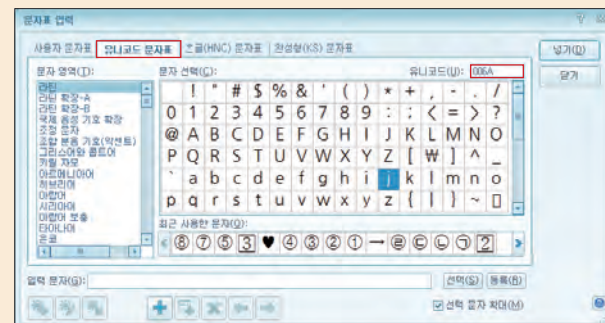 문자표 입력
사용자 문자표 유니코드 문자표 흔글(HNC) 문자표 완성형(KS) 문자표
넣기(D)
닫기
문자 영역(T): 문자 선택(C): 유니코드(U): 006A
라틴
라틴 확장-A
라틴 확장-B
국제 음성 기호 확장
조정 문자
조합 분음 기호(악센트)
그리스어와 콥트어
키릴 자모
아르메니아어
히브리어
아랍어
시리아어
아랍어 보충
타아나어
응코
! " # $ % & ' ( ) * + , - . /
0 1 2 3 4 5 6 7 8 9 : ; < = > ?
@ A B C D E F G H I J K L M N O
P Q R S T U V W X Y Z [ ₩ ] ^ _
` a b c d e f g h i j k l m n o
p q r s t u v w x y z { | } ~ ▯
최근 사용한 문자(Q):
⑧ ⑦ ⑤ 3 ♥ ④ ③ ② ① → ㉣ ㉢ ㉡ ㉠ 2
입력 문자(G): 선택(S) 등록(R)
선택 문자 확대(M)